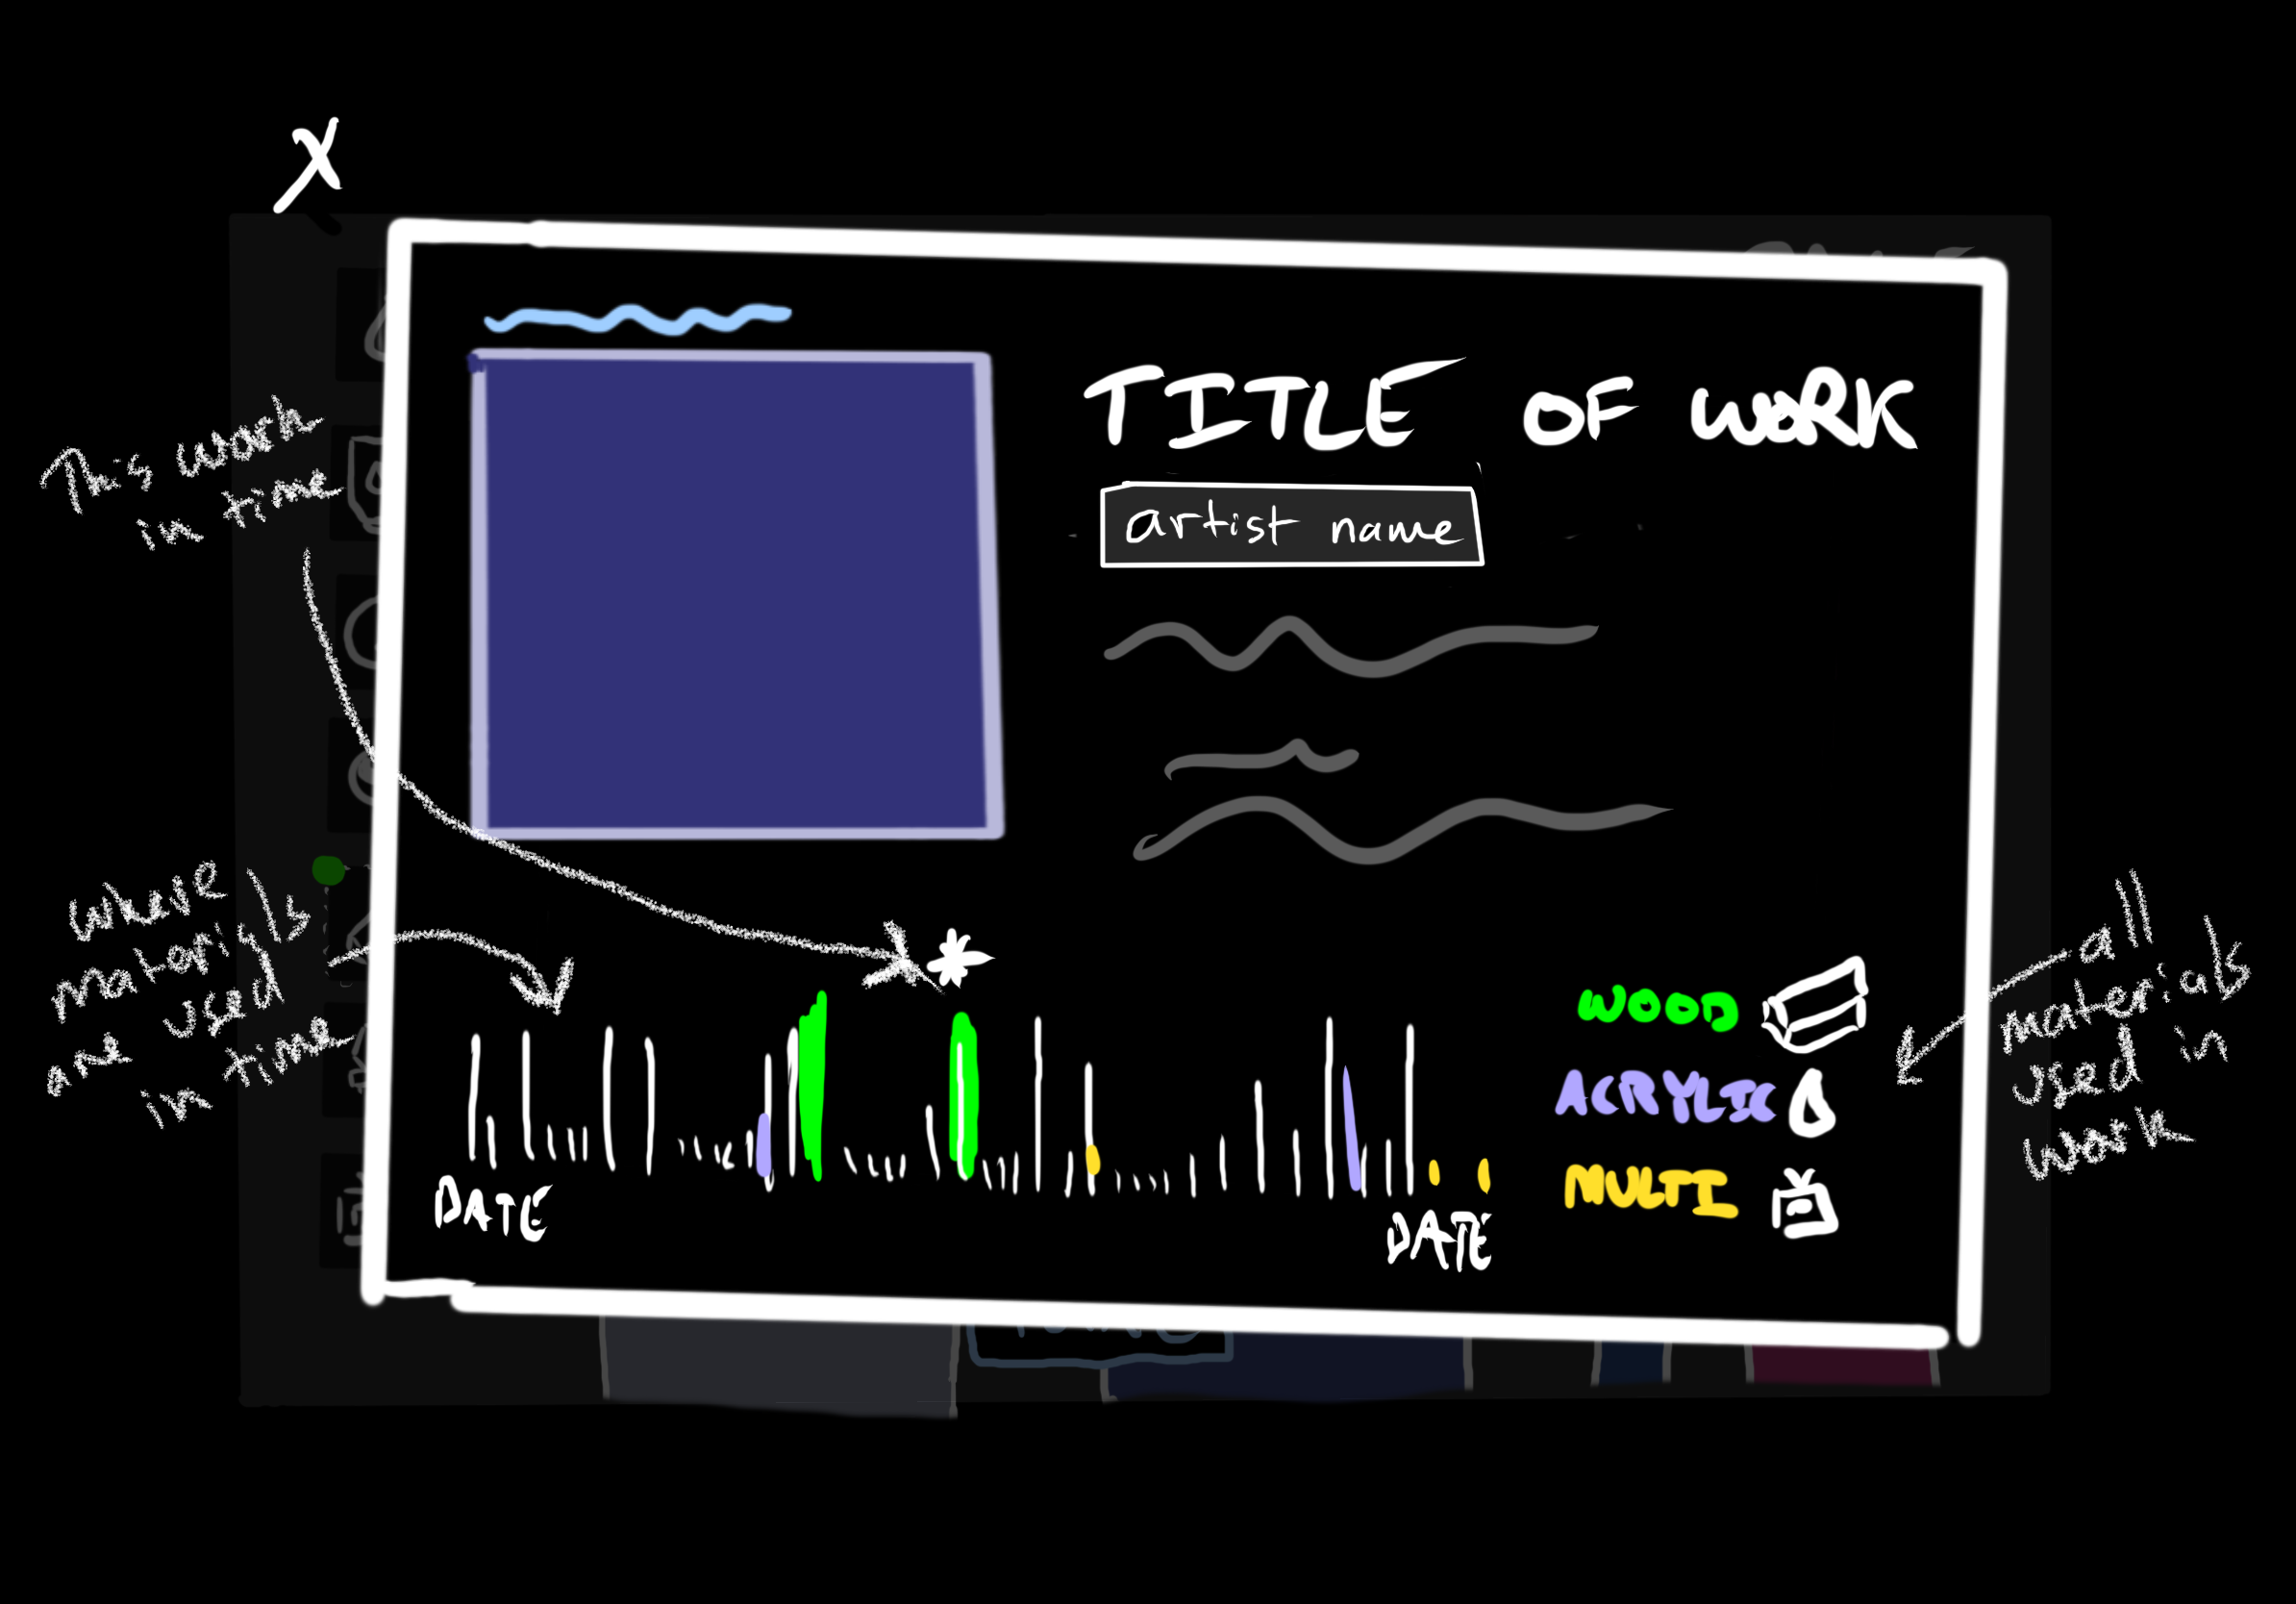 X
TITLE OF WORK
artist name
This work
in time
where
materials
are used
in time
*
WOOD
ACRYLIC
MULTI
all
materials
used in
work
DATE
DATE